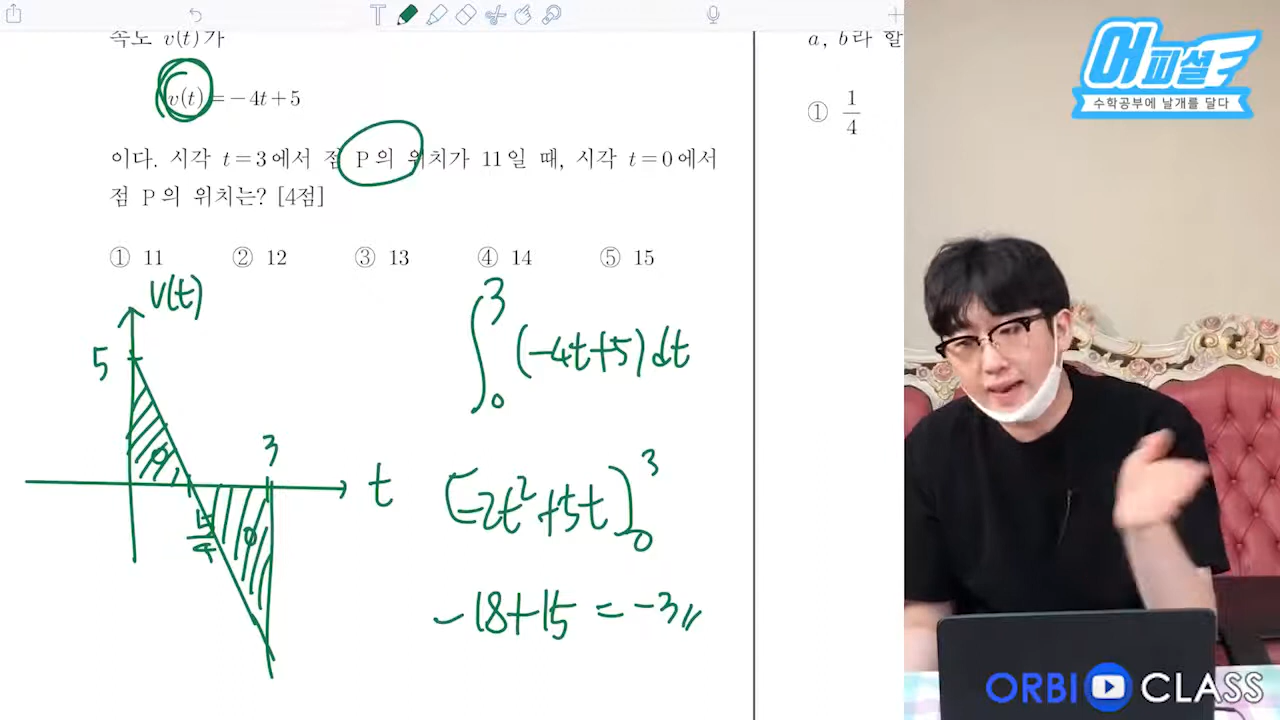 속도 v(t)가
v(t)=−4t+5
이다. 시각 t=3에서 점 P의 위치가 11일 때, 시각 t=0에서
점 P의 위치는? [4점]
① 11 ② 12 ③ 13 ④ 14 ⑤ 15
v(t)
5
3
t
5/4
∫₀³ (-4t+5)dt
[-2t²+5t]₀³
-18+15 = -3
a, b라 할
① 1/4
어피셜
수학공부에 날개를 달다
ORBI CLASS